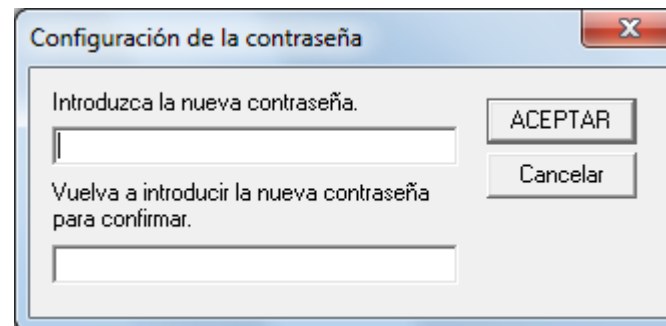 Configuración de la contraseña
Introduzca la nueva contraseña.
ACEPTAR
Cancelar
Vuelva a introducir la nueva contraseña
para confirmar.